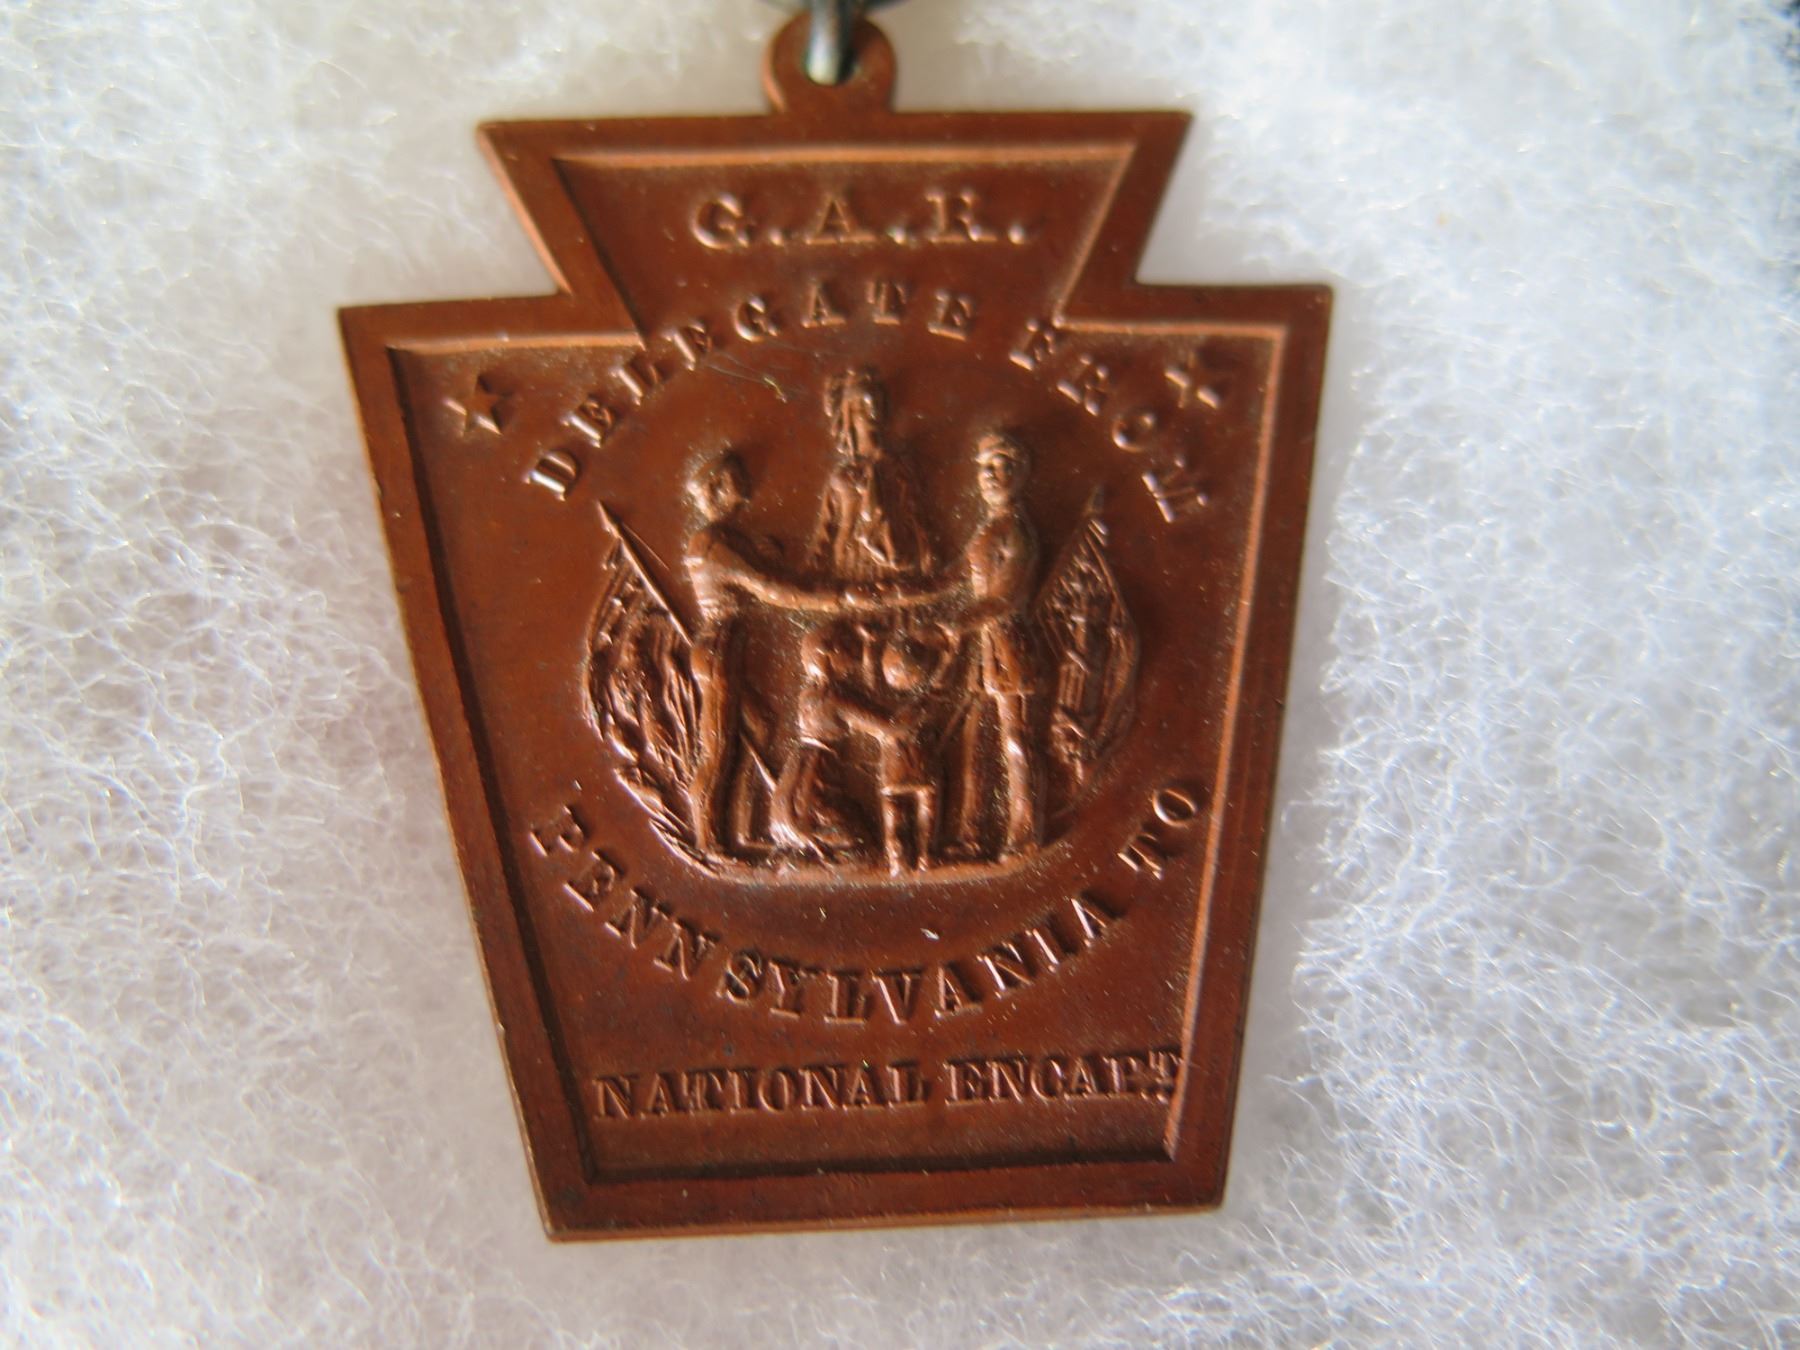 G.A.R.
DELEGATE FROM
PENNSYLVANIA TO
NATIONAL ENCAPT.